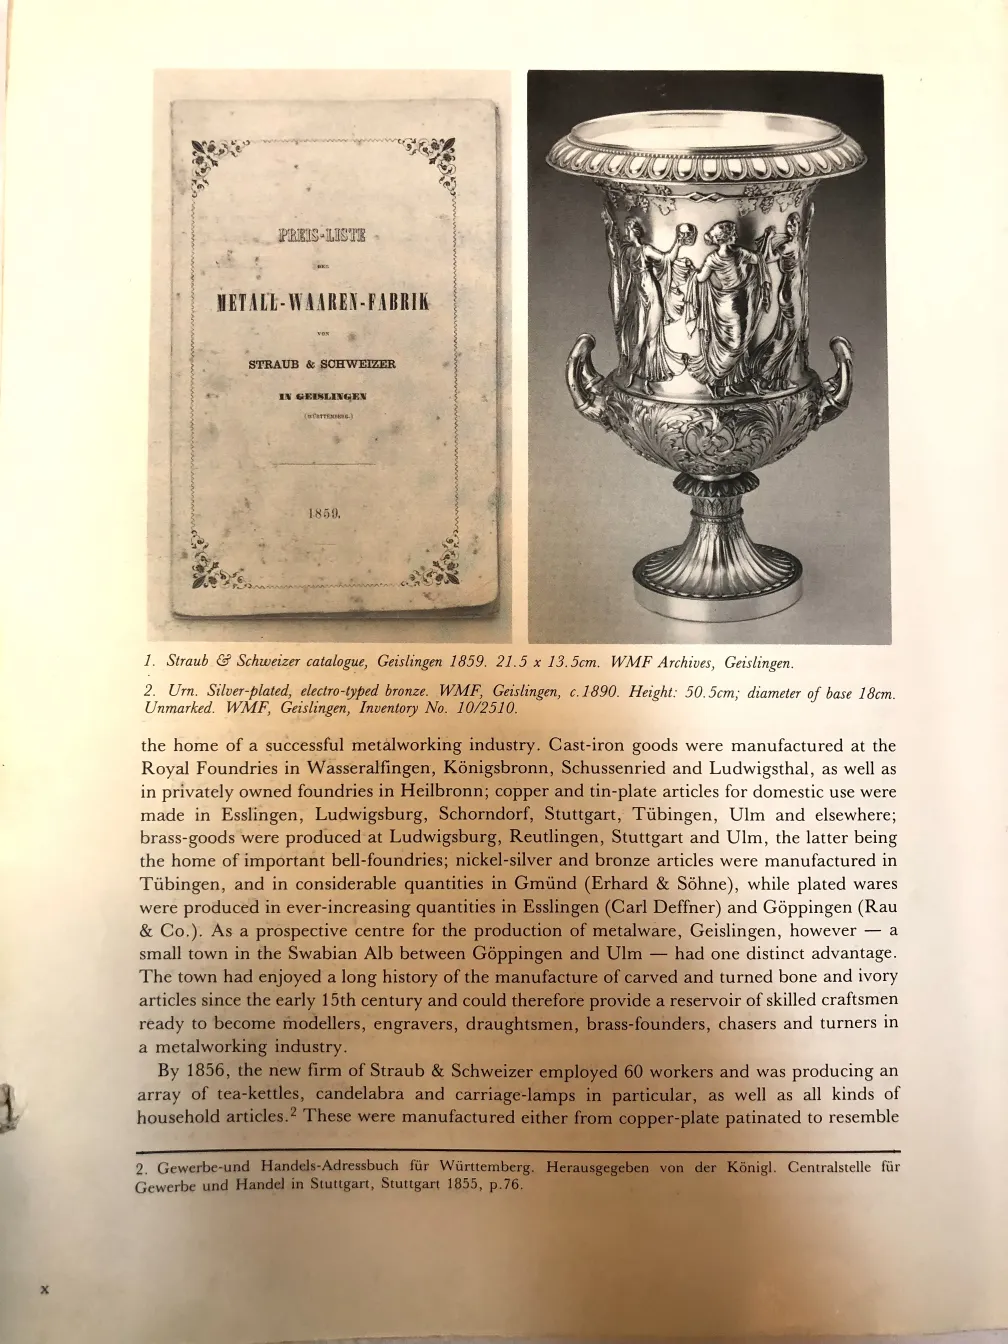 PREIS-LISTE
DER
METALL-WAAREN-FABRIK
VON
STRAUB & SCHWEIZER
IN GEISLINGEN
(WÜRTTEMBERG.)
1859.
1. Straub & Schweizer catalogue, Geislingen 1859. 21.5 x 13.5cm. WMF Archives, Geislingen.
2. Urn. Silver-plated, electro-typed bronze. WMF, Geislingen, c.1890. Height: 50.5cm; diameter of base 18cm.
Unmarked. WMF, Geislingen, Inventory No. 10/2510.
the home of a successful metalworking industry. Cast-iron goods were manufactured at the
Royal Foundries in Wasseralfingen, Königsbronn, Schussenried and Ludwigsthal, as well as
in privately owned foundries in Heilbronn; copper and tin-plate articles for domestic use were
made in Esslingen, Ludwigsburg, Schorndorf, Stuttgart, Tübingen, Ulm and elsewhere;
brass-goods were produced at Ludwigsburg, Reutlingen, Stuttgart and Ulm, the latter being
the home of important bell-foundries; nickel-silver and bronze articles were manufactured in
Tübingen, and in considerable quantities in Gmünd (Erhard & Söhne), while plated wares
were produced in ever-increasing quantities in Esslingen (Carl Deffner) and Göppingen (Rau
& Co.). As a prospective centre for the production of metalware, Geislingen, however — a
small town in the Swabian Alb between Göppingen and Ulm — had one distinct advantage.
The town had enjoyed a long history of the manufacture of carved and turned bone and ivory
articles since the early 15th century and could therefore provide a reservoir of skilled craftsmen
ready to become modellers, engravers, draughtsmen, brass-founders, chasers and turners in
a metalworking industry.
By 1856, the new firm of Straub & Schweizer employed 60 workers and was producing an
array of tea-kettles, candelabra and carriage-lamps in particular, as well as all kinds of
household articles.2 These were manufactured either from copper-plate patinated to resemble
2. Gewerbe-und Handels-Adressbuch für Württemberg. Herausgegeben von der Königl. Centralstelle für
Gewerbe und Handel in Stuttgart, Stuttgart 1855, p.76.
x